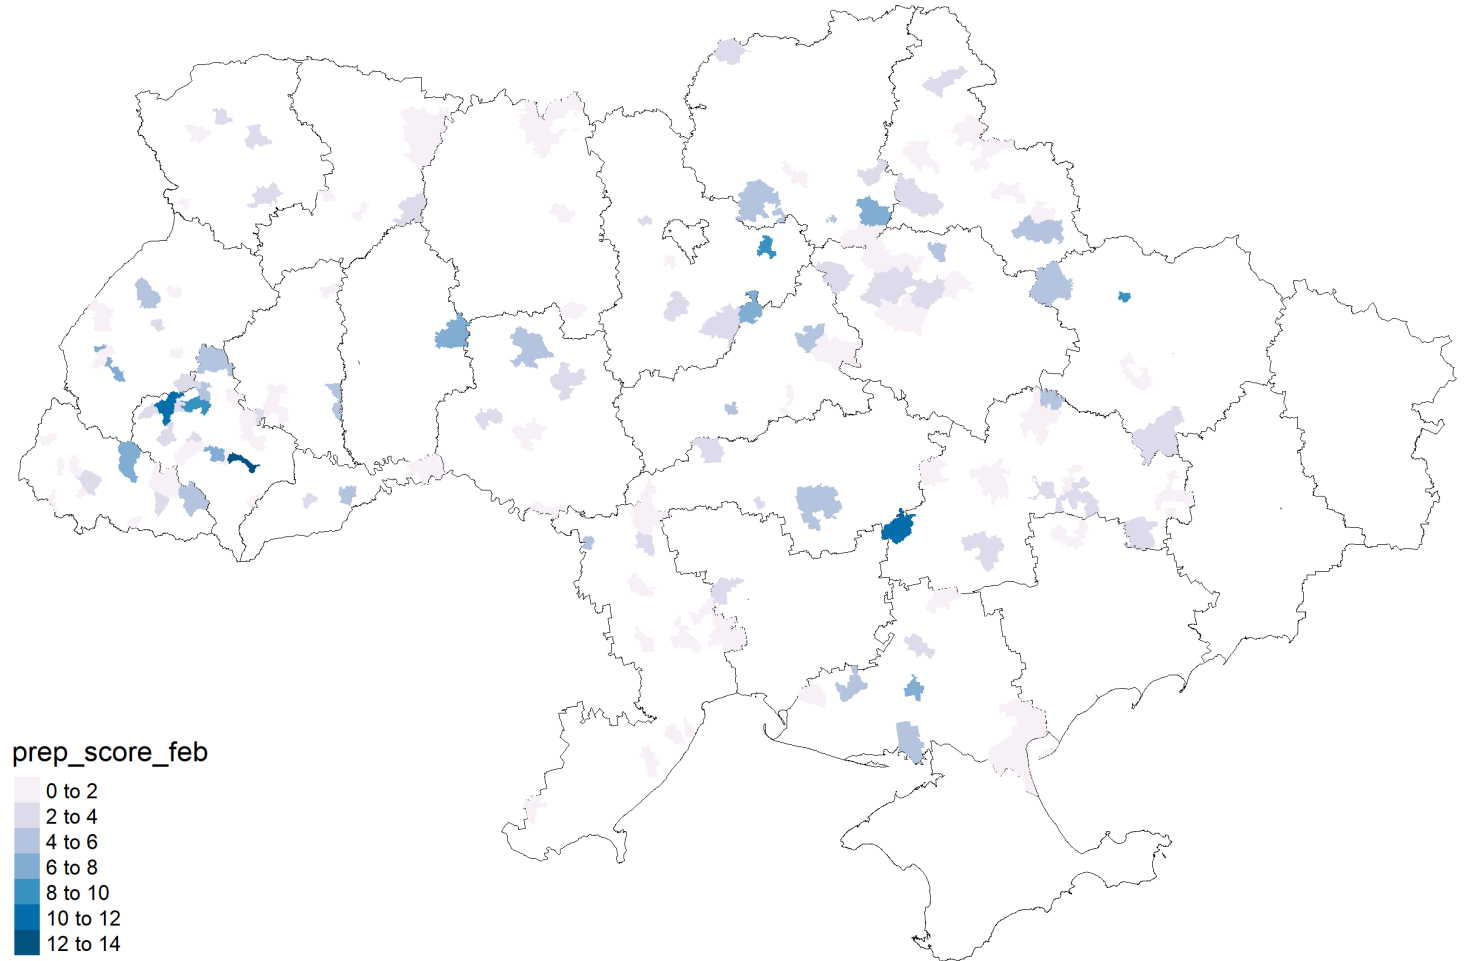 prep_score_feb
0 to 2
2 to 4
4 to 6
6 to 8
8 to 10
10 to 12
12 to 14